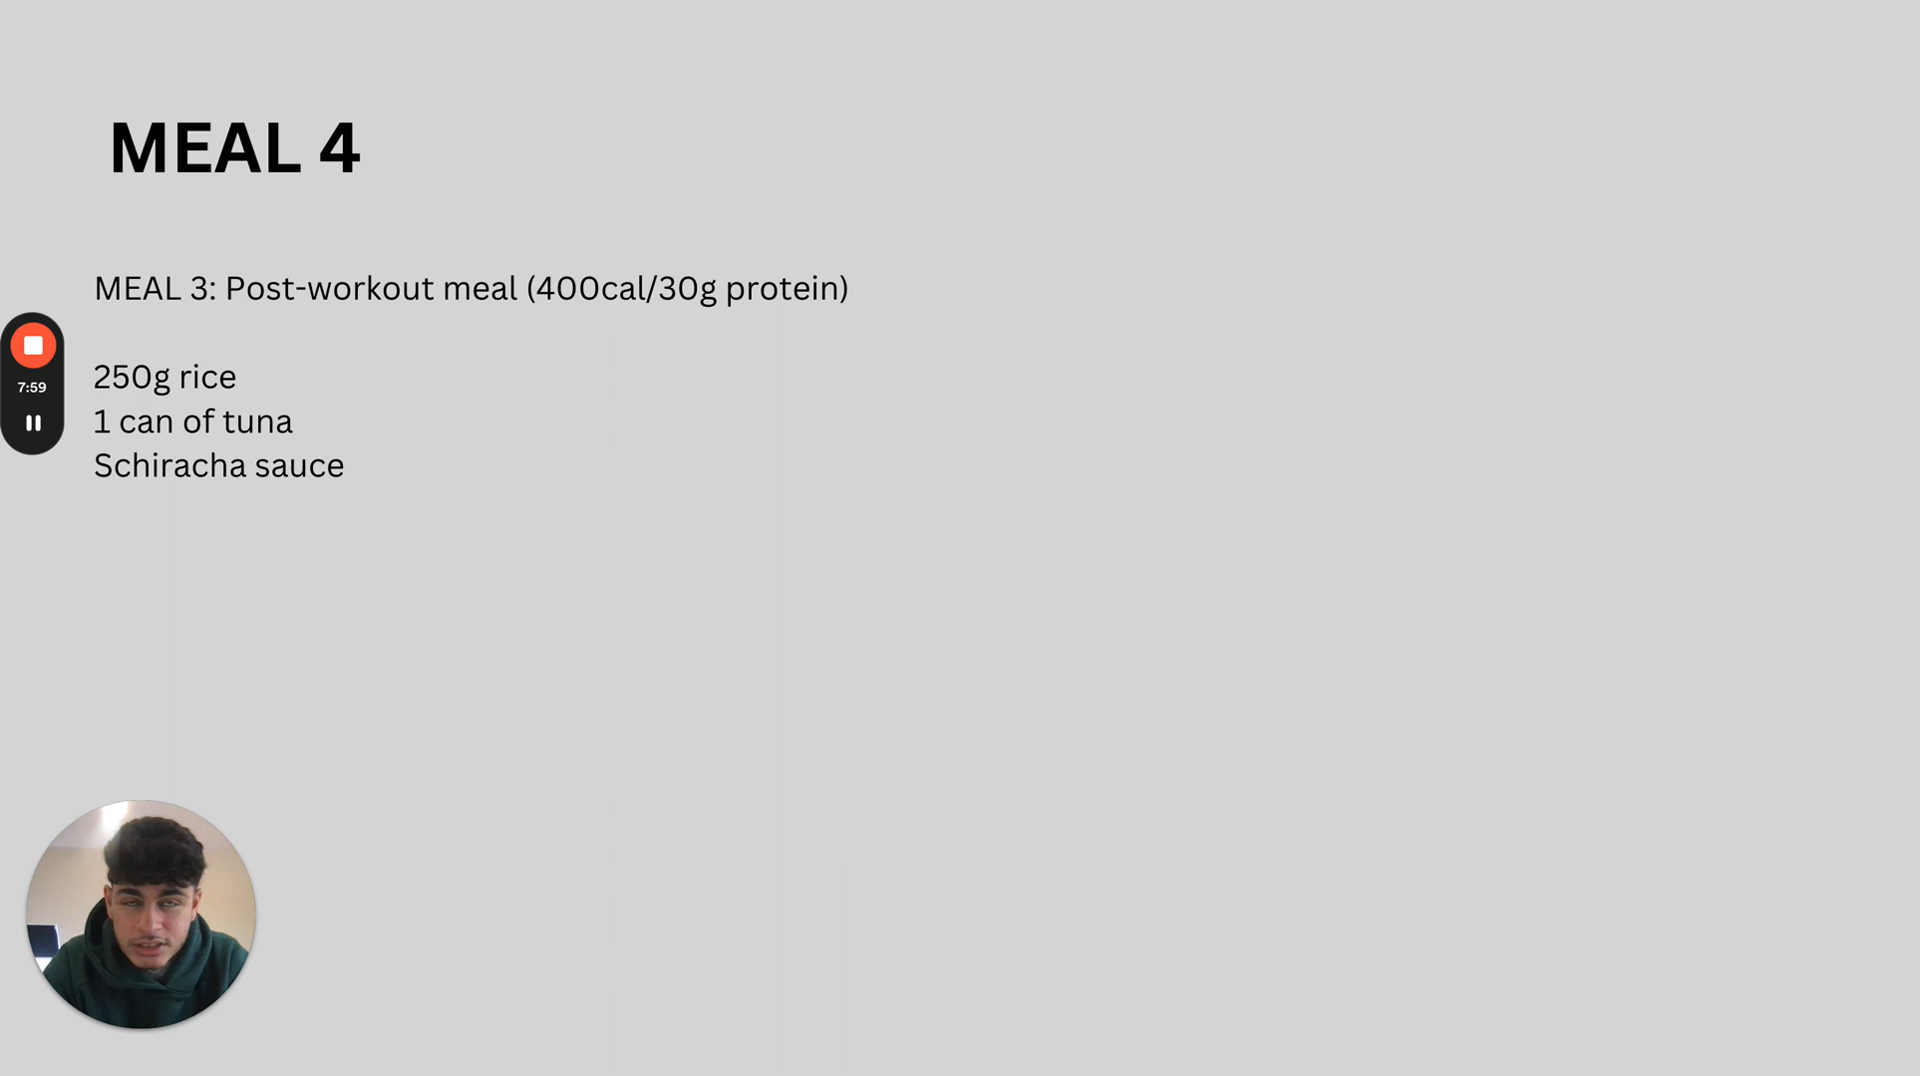 MEAL 4
MEAL 3: Post-workout meal (400cal/30g protein)
7:59
250g rice
1 can of tuna
Schiracha sauce